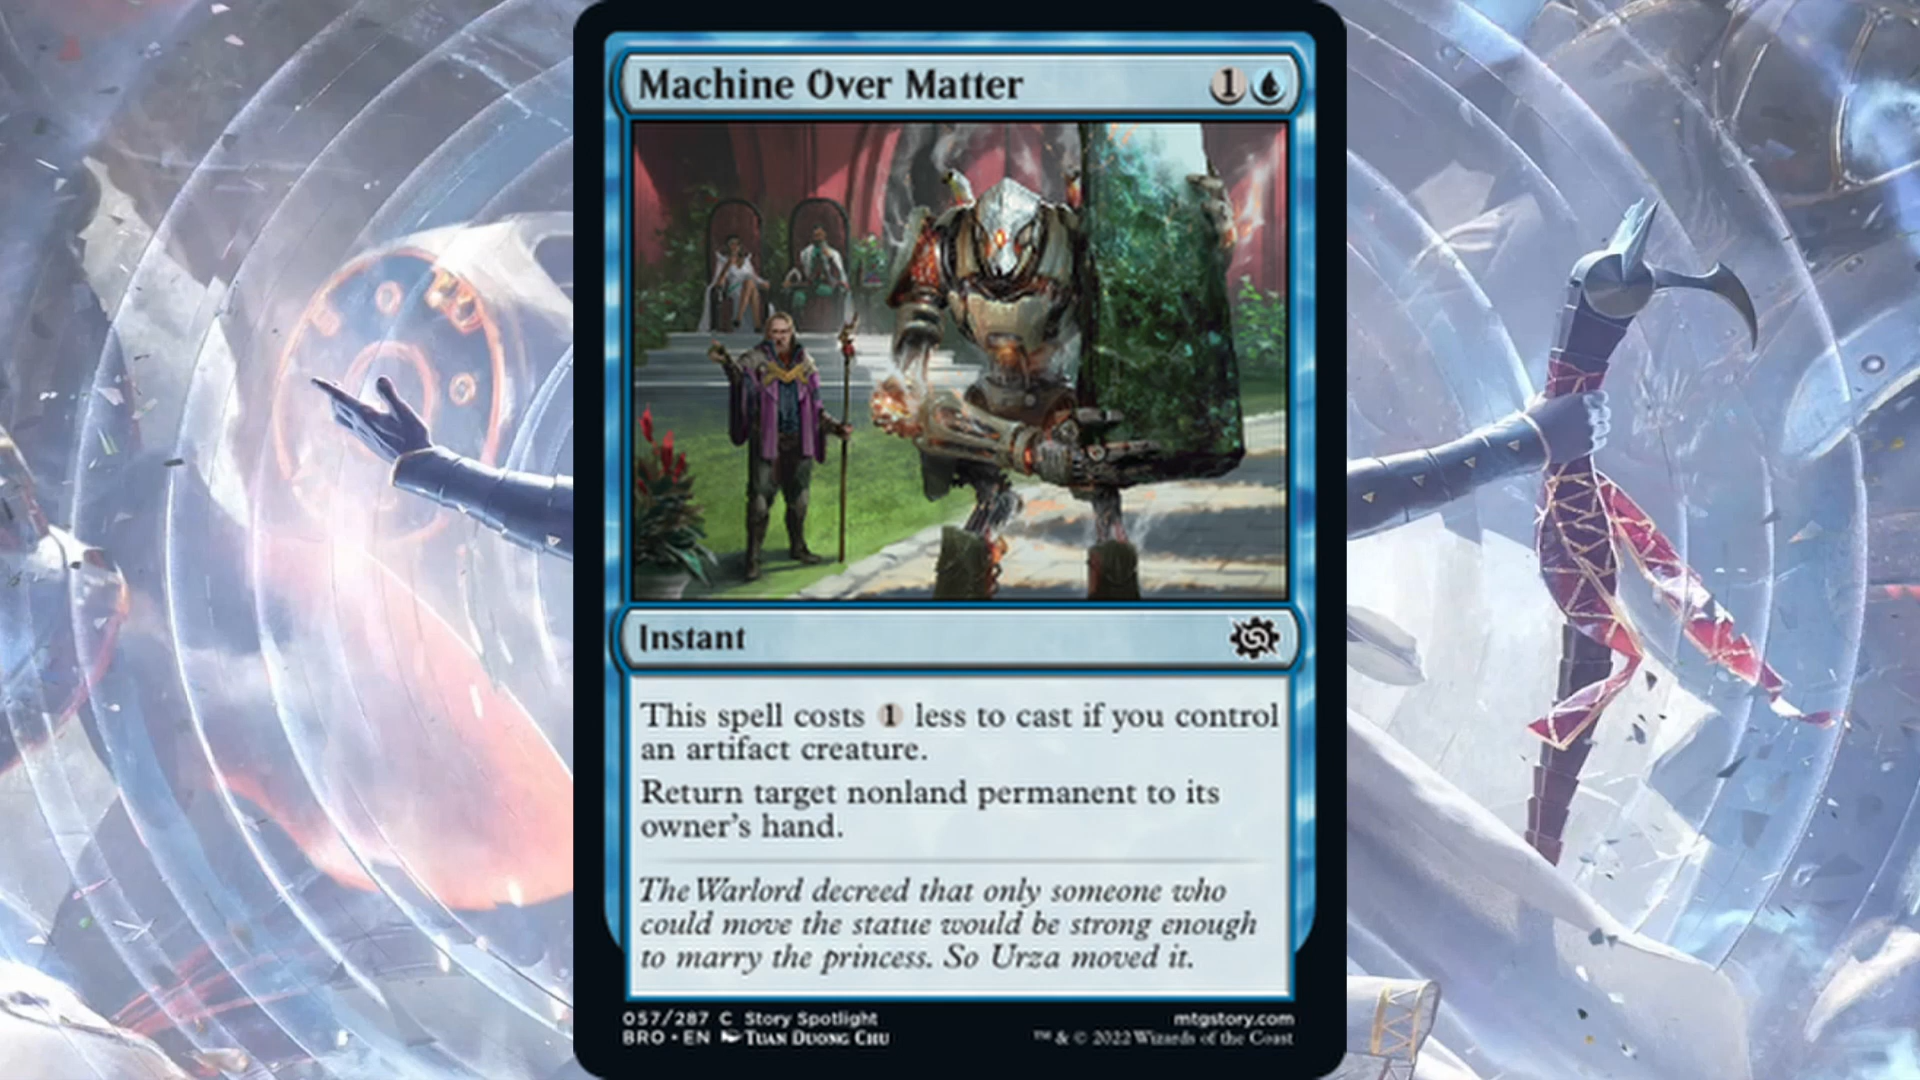 Machine Over Matter 1
Instant
This spell costs 1 less to cast if you control
an artifact creature.
Return target nonland permanent to its
owner's hand.
The Warlord decreed that only someone who
could move the statue would be strong enough
to marry the princess. So Urza moved it.
057/287 C Story Spotlight mtgstory.com
BRO • EN Tuan Duong Chu ™ & © 2022 Wizards of the Coast